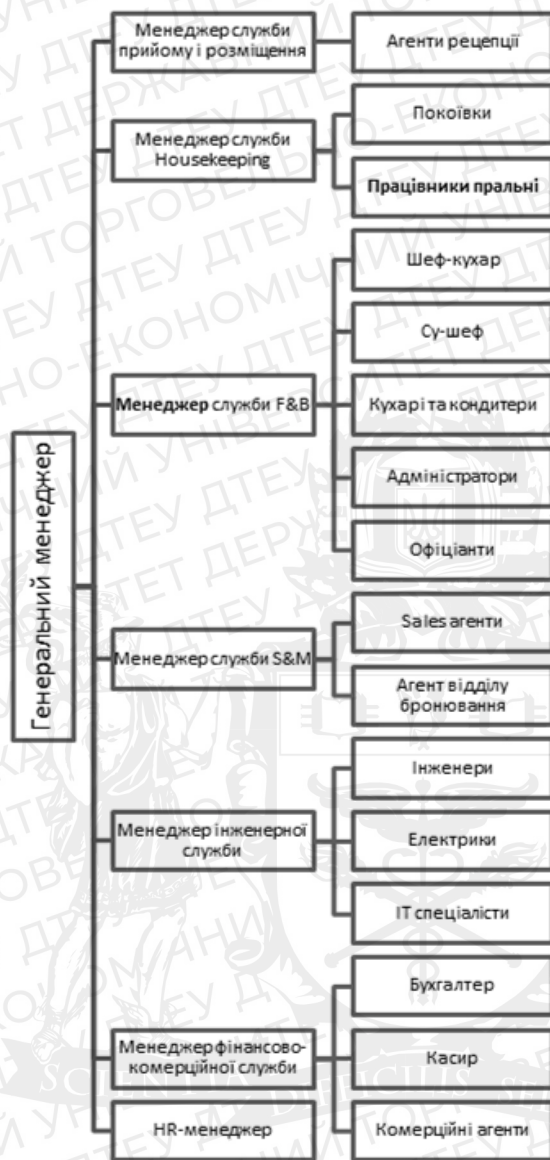 Генеральний менеджер
Менеджер служби
прийому і розміщення
Агенти рецепції
Менеджер служби
Housekeeping
Покоївки
Працівники пральні
Менеджер служби F&B
Шеф-кухар
Су-шеф
Кухарі та кондитери
Адміністратори
Офіціанти
Менеджер служби S&M
Sales агенти
Агент відділу
бронювання
Менеджер інженерної
служби
Інженери
Електрики
ІТ спеціалісти
Менеджер фінансово-
комерційної служби
Бухгалтер
Касир
Комерційні агенти
HR-менеджер